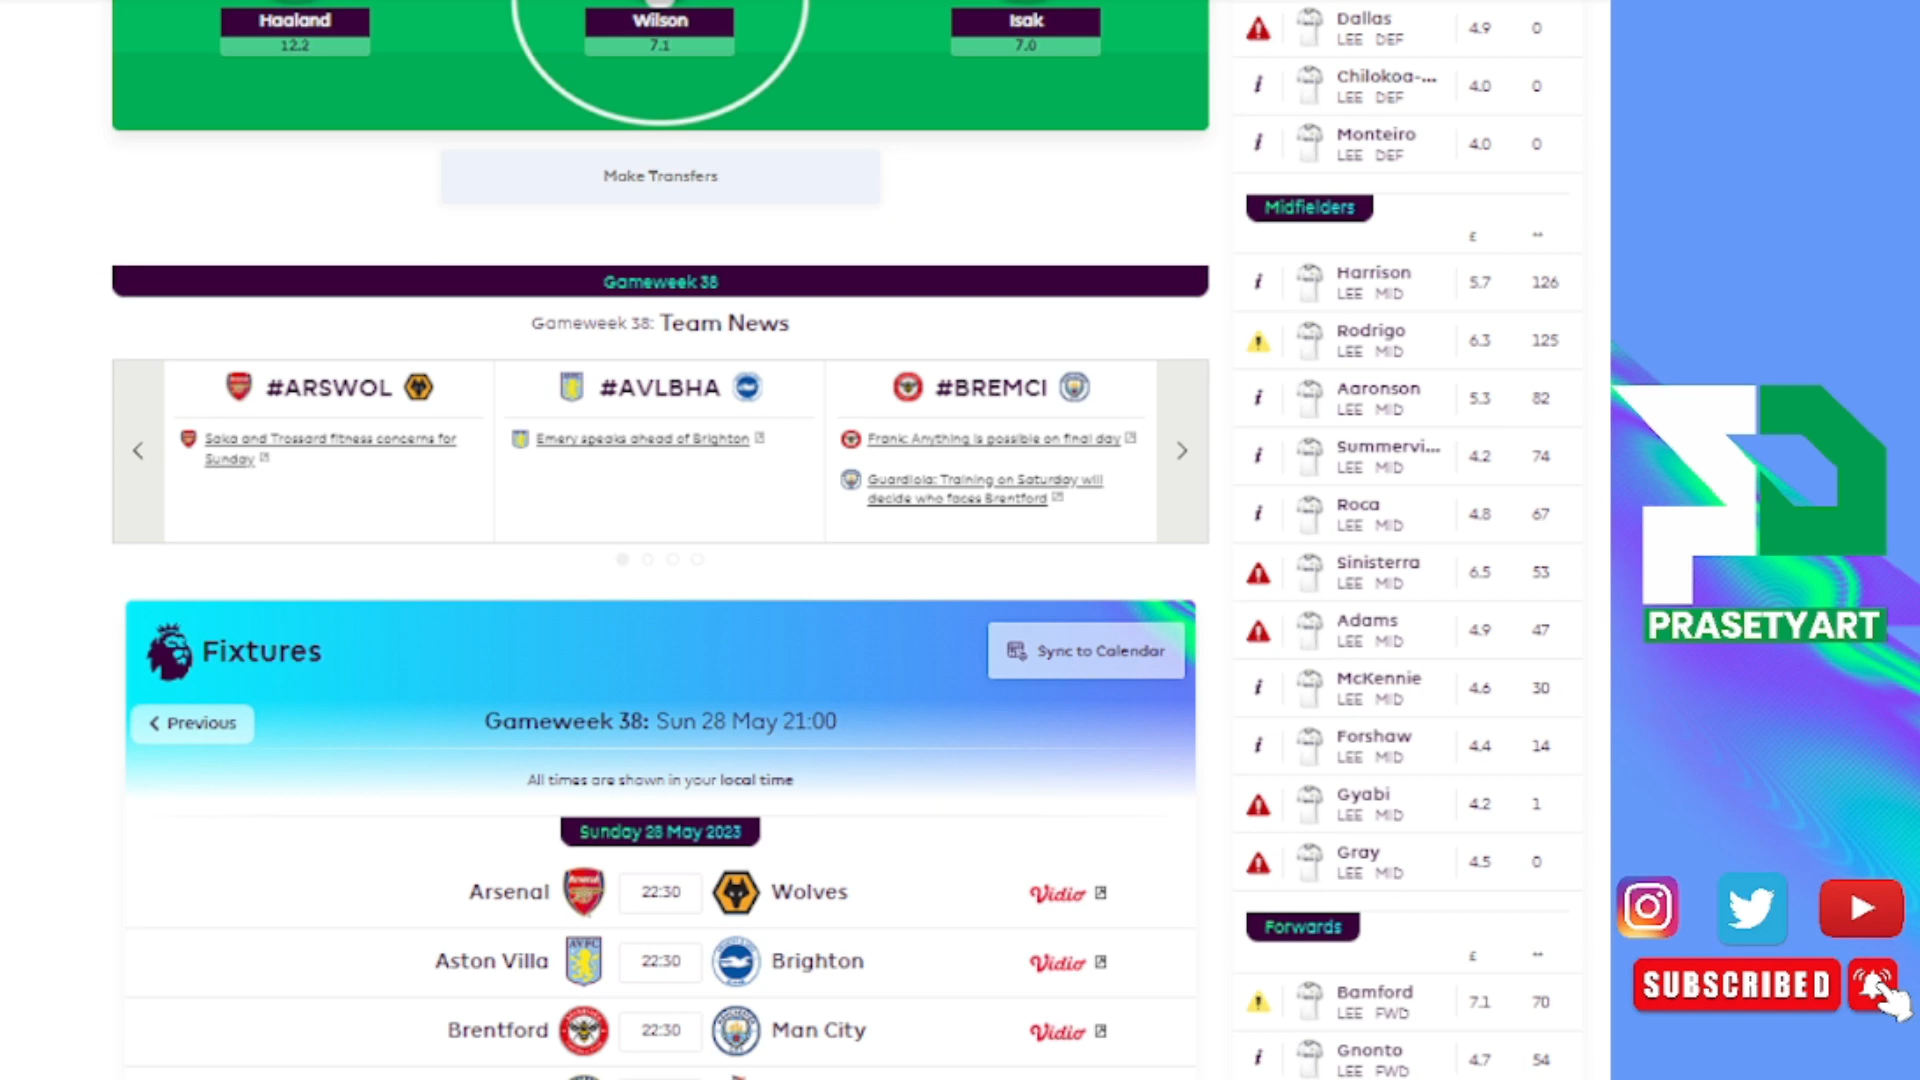 Haaland
12.2
Wilson
7.1
Isak
7.0
Make Transfers
Gameweek 38
Gameweek 38: Team News
#ARSWOL
Saka and Trossard fitness concerns for
Sunday
#AVLBHA
Emery speaks ahead of Brighton
#BREMCI
Frank: Anything is possible on final day
Guardiola: Training on Saturday will
decide who faces Brentford
Fixtures
Sync to Calendar
Previous
Gameweek 38: Sun 28 May 21:00
All times are shown in your local time
Sunday 28 May 2023
Arsenal 22:30 Wolves Vidio
Aston Villa 22:30 Brighton Vidio
Brentford 22:30 Man City Vidio
Dallas
LEE DEF 4.9 0
Chilokoa-...
LEE DEF 4.0 0
Monteiro
LEE DEF 4.0 0
Midfielders
£ **
Harrison
LEE MID 5.7 126
Rodrigo
LEE MID 6.3 125
Aaronson
LEE MID 5.3 82
Summervi...
LEE MID 4.2 74
Roca
LEE MID 4.8 67
Sinisterra
LEE MID 6.5 53
Adams
LEE MID 4.9 47
McKennie
LEE MID 4.6 30
Forshaw
LEE MID 4.4 14
Gyabi
LEE MID 4.2 1
Gray
LEE MID 4.5 0
Forwards
£ **
Bamford
LEE FWD 7.1 70
Gnonto
LEE FWD 4.7 54
PRASETYART
SUBSCRIBED